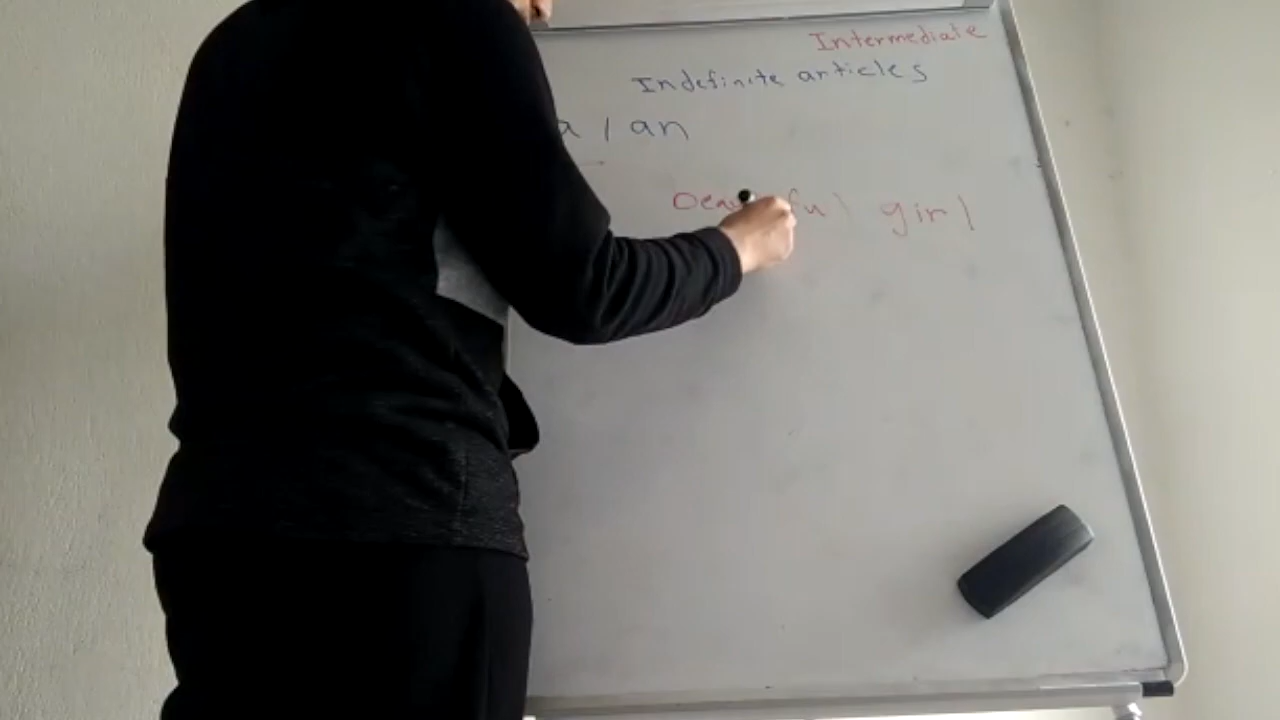 Intermediate
Indefinite articles
a / an
girl